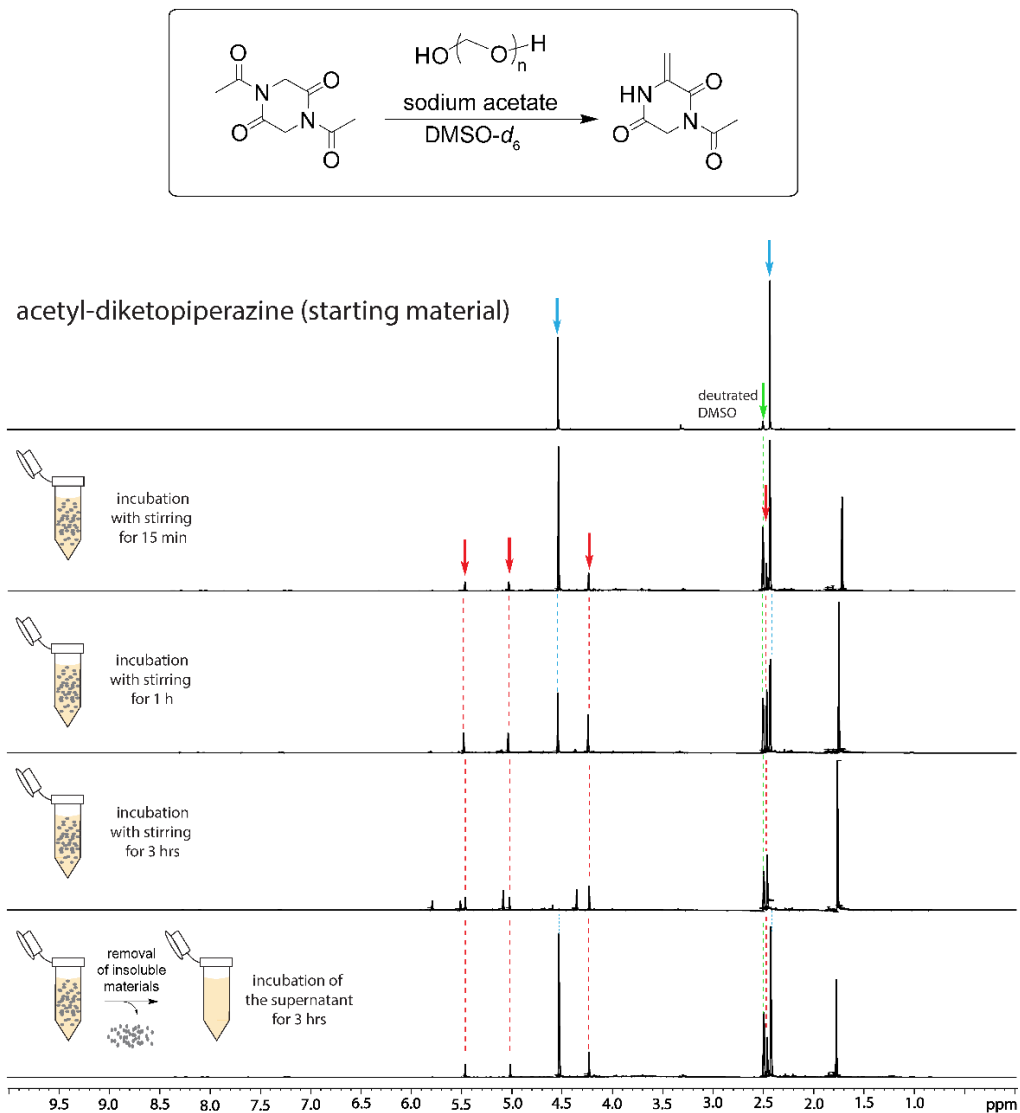 O
O
N
N
O
O
HO
O
H
n
sodium acetate
DMSO-d6
HN
O
O
N
O
acetyl-diketopiperazine (starting material)
deutrated
DMSO
incubation
with stirring
for 15 min
incubation
with stirring
for 1 h
incubation
with stirring
for 3 hrs
removal
of insoluble
materials
incubation of
the supernatant
for 3 hrs
9.5 9.0 8.5 8.0 7.5 7.0 6.5 6.0 5.5 5.0 4.5 4.0 3.5 3.0 2.5 2.0 1.5 1.0 ppm